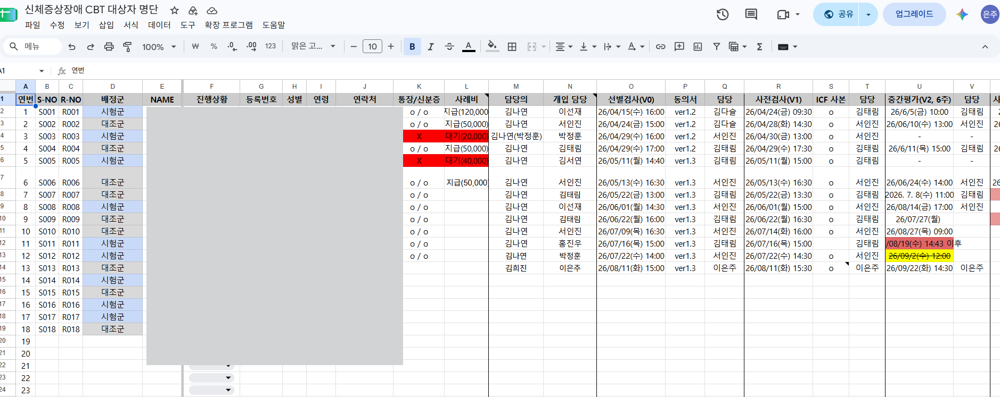 신체증상장애 CBT 대상자 명단
파일 수정 보기 삽입 서식 데이터 도구 확장 프로그램 도움말
공유 업그레이드 은주
메뉴 100% ₩ % .0 .00 123 맑은 고... 10 B I A
A1 fx 연번
A B C D E F G H I J K L M N O P Q R S T U V
1 연번 S-NO R-NO 배정군 NAME 진행상황 등록번호 성별 연령 연락처 통장/신분증 사례비 담당의 개입 담당 선별검사(V0) 동의서 담당 사전검사(V1) ICF 사본 담당 중간평가(V2, 6주) 담당
2 1 S001 R001 시험군 o / o 지급(120,000 김나연 이선재 26/04/15(수) 16:00 ver1.2 김다슬 26/04/24(금) 09:30 o 김태림 26/6/5(금) 10:00 김태림
3 2 S002 R002 대조군 o / o 지급(50,000) 김나연 서인진 26/04/24(금) 15:00 ver1.2 김다슬 26/04/28(화) 14:30 o 서인진 26/06/10(수) 13:00 서인진 26
4 3 S003 R003 시험군 X 대기(20,000) 김나연(박정훈) 박정훈 26/04/29(수) 16:00 ver1.2 서인진 26/04/30(금) 13:00 o 서인진 - -
5 4 S004 R004 대조군 o / o 지급(50,000) 김나연 김태림 26/04/29(수) 17:00 ver1.2 김태림 26/04/29(수) 17:30 o 김태림 26/6/11(목) 15:00 김태림 26
6 5 S005 R005 시험군 X 대기(40,000) 김나연 김서연 26/05/11(월) 14:40 ver1.3 김태림 26/05/11(월) 15:00 o 김태림 - -
7 6 S006 R006 대조군 o / o 지급(50,000) 김나연 서인진 26/05/13(수) 16:30 ver1.3 서인진 26/05/13(수) 16:30 o 서인진 26/06/24(수) 14:00 서인진 26
8 7 S007 R007 대조군 o / o 김나연 김태림 26/05/22(금) 13:00 ver1.3 김태림 26/05/22(금) 13:30 o 김태림 2026. 7. 8(수) 11:00 김태림
9 8 S008 R008 시험군 o / o 김나연 이선재 26/06/01(월) 14:30 ver1.3 서인진 26/06/01(월) 15:00 o 서인진 26/08/14(금) 17:00 서인진
10 9 S009 R009 대조군 o / o 김나연 김태림 26/06/22(월) 16:00 ver1.3 김태림 26/06/22(월) 16:30 o 김태림 26/07/27(월)
11 10 S010 R010 대조군 o / o 김나연 서인진 26/07/09(목) 16:30 ver1.3 서인진 26/07/14(화) 16:00 o 서인진 26/08/27(목) 09:00
12 11 S011 R011 시험군 o / o 김나연 홍진우 26/07/16(목) 15:00 ver1.3 김태림 26/07/16(목) 15:00 김태림 /08/19(수) 14:43 이후
13 12 S012 R012 시험군 o / o 김나연 박정훈 26/07/22(수) 14:00 ver1.3 서인진 26/07/22(수) 14:30 o 서인진 26/09/2(수) 12:00
14 13 S013 R013 대조군 김희진 이은주 26/08/11(화) 15:00 ver1.3 이은주 26/08/11(화) 15:30 o 이은주 26/09/22(화) 14:30 이은주
15 14 S014 R014 시험군
16 15 S015 R015 대조군
17 16 S016 R016 시험군
18 17 S017 R017 시험군
19 18 S018 R018 대조군
20 19
21 20
22 21
23 22
24 23